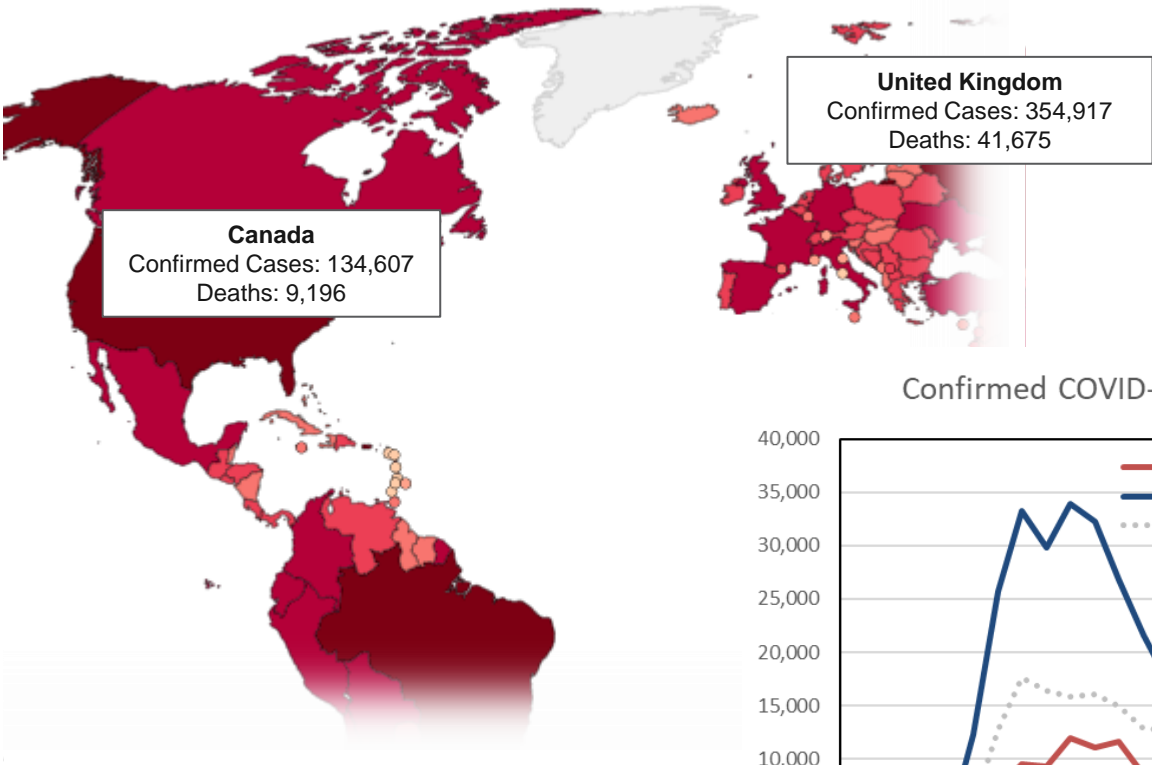 United Kingdom
Confirmed Cases: 354,917
Deaths: 41,675
Canada
Confirmed Cases: 134,607
Deaths: 9,196
Confirmed COVID-
40,000
35,000
30,000
25,000
20,000
15,000
10,000